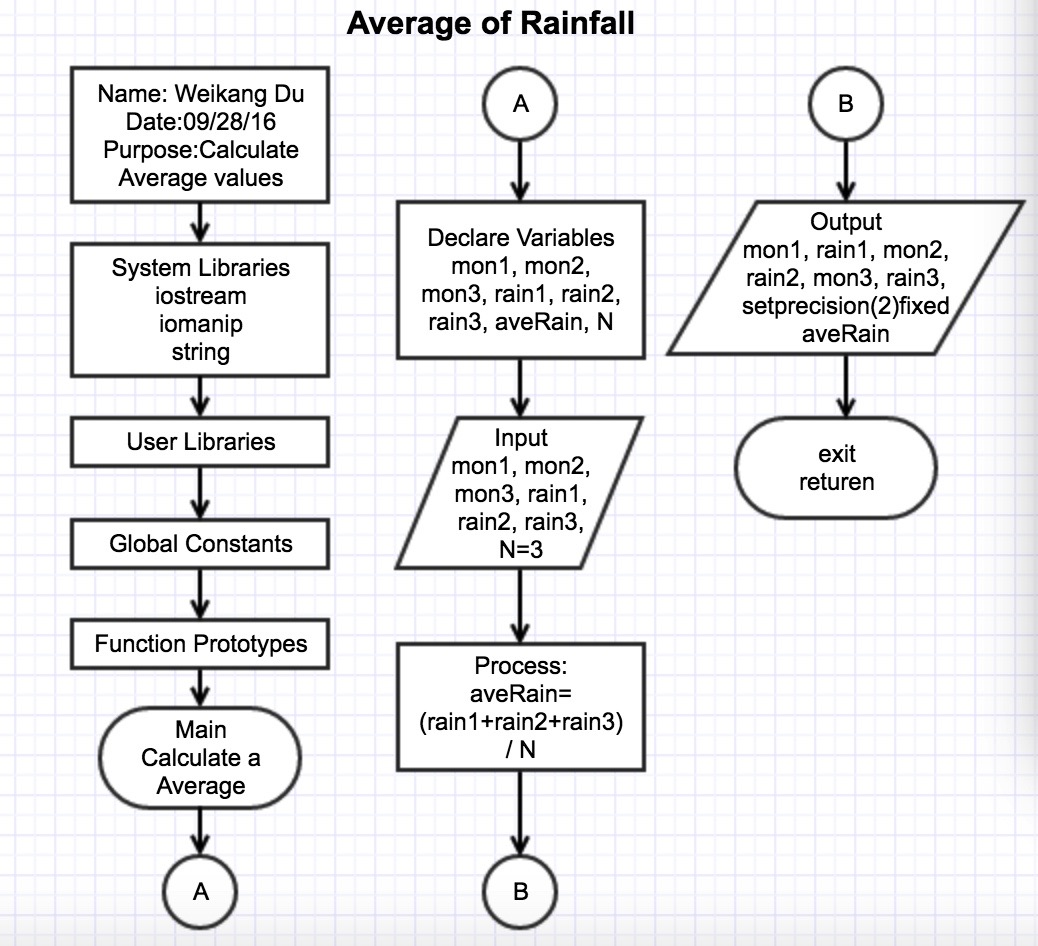 Average of Rainfall
Name: Weikang Du
Date:09/28/16
Purpose:Calculate
Average values
System Libraries
iostream
iomanip
string
User Libraries
Global Constants
Function Prototypes
Main
Calculate a
Average
A
A
Declare Variables
mon1, mon2,
mon3, rain1, rain2,
rain3, aveRain, N
Input
mon1, mon2,
mon3, rain1,
rain2, rain3,
N=3
Process:
aveRain=
(rain1+rain2+rain3)
/ N
B
B
Output
mon1, rain1, mon2,
rain2, mon3, rain3,
setprecision(2)fixed
aveRain
exit
returen